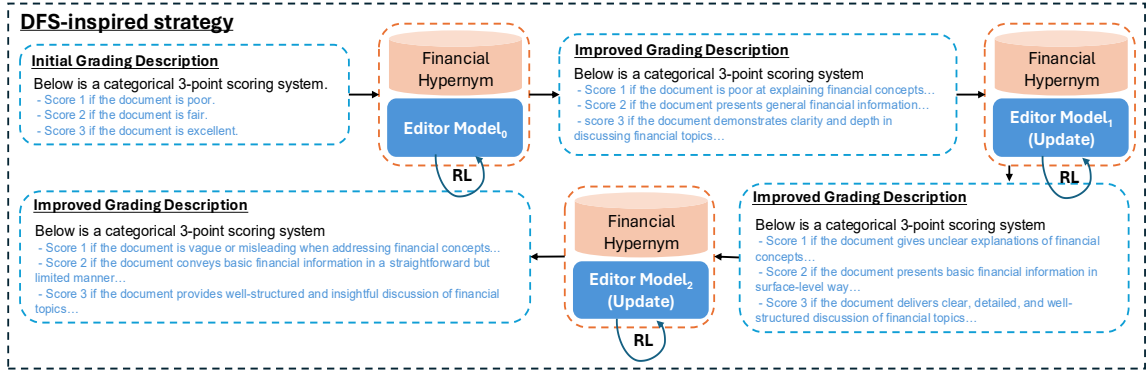 DFS-inspired strategy
Initial Grading Description
Below is a categorical 3-point scoring system.
- Score 1 if the document is poor.
- Score 2 if the document is fair.
- Score 3 if the document is excellent.
Financial
Hypernym
Editor Model₀
RL
Improved Grading Description
Below is a categorical 3-point scoring system
- Score 1 if the document is poor at explaining financial concepts…
- Score 2 if the document presents general financial information…
- score 3 if the document demonstrates clarity and depth in
discussing financial topics…
Financial
Hypernym
Editor Model₁
(Update)
RL
Improved Grading Description
Below is a categorical 3-point scoring system
- Score 1 if the document gives unclear explanations of financial
concepts…
- Score 2 if the document presents basic financial information in
surface-level way…
- Score 3 if the document delivers clear, detailed, and well-
structured discussion of financial topics…
Financial
Hypernym
Editor Model₂
(Update)
RL
Improved Grading Description
Below is a categorical 3-point scoring system
- Score 1 if the document is vague or misleading when addressing financial concepts…
- Score 2 if the document conveys basic financial information in a straightforward but
limited manner…
- Score 3 if the document provides well-structured and insightful discussion of financial
topics…